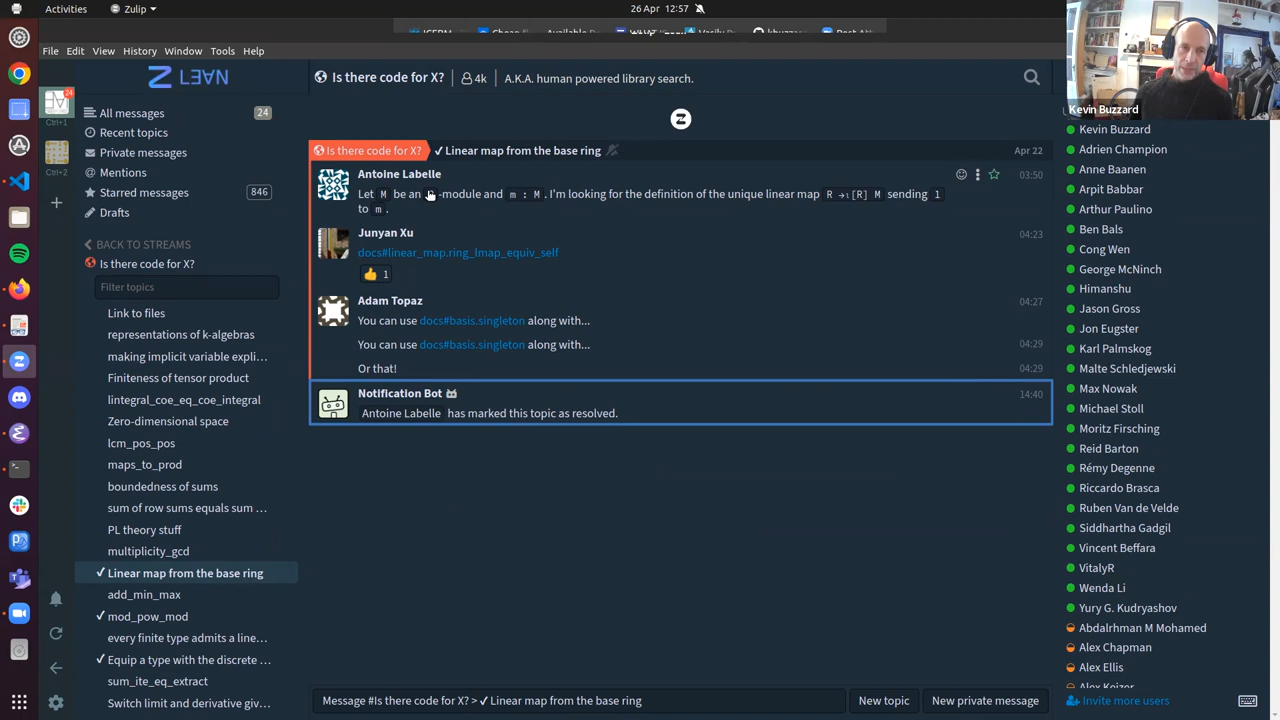 Activities
Zulip
26 Apr 12:57
File Edit View History Window Tools Help
24
Ctrl+1
Ctrl+2
LEAN
All messages 24
Recent topics
Private messages
Mentions
Starred messages 846
Drafts
BACK TO STREAMS
Is there code for X?
Filter topics
Link to files
representations of k-algebras
making implicit variable expli…
Finiteness of tensor product
lintegral_coe_eq_coe_integral
Zero-dimensional space
lcm_pos_pos
maps_to_prod
boundedness of sums
sum of row sums equals sum …
PL theory stuff
multiplicity_gcd
✓ Linear map from the base ring
add_min_max
✓ mod_pow_mod
every finite type admits a line…
✓ Equip a type with the discrete …
sum_ite_eq_extract
Switch limit and derivative giv…
Is there code for X? 4k A.K.A. human powered library search.
Is there code for X? ✓ Linear map from the base ring Apr 22
Antoine Labelle 03:50
Let M be an -module and m : M. I'm looking for the definition of the unique linear map R →ₗ[R] M sending 1
to m.
Junyan Xu 04:23
docs#linear_map.ring_lmap_equiv_self
👍 1
Adam Topaz 04:27
You can use docs#basis.singleton along with...
You can use docs#basis.singleton along with... 04:29
Or that! 04:29
Notification Bot 14:40
Antoine Labelle has marked this topic as resolved.
Message #Is there code for X? > ✓ Linear map from the base ring
New topic
New private message
Kevin Buzzard
Kevin Buzzard
Adrien Champion
Anne Baanen
Arpit Babbar
Arthur Paulino
Ben Bals
Cong Wen
George McNinch
Himanshu
Jason Gross
Jon Eugster
Karl Palmskog
Malte Schledjewski
Max Nowak
Michael Stoll
Moritz Firsching
Reid Barton
Rémy Degenne
Riccardo Brasca
Ruben Van de Velde
Siddhartha Gadgil
Vincent Beffara
VitalyR
Wenda Li
Yury G. Kudryashov
Abdalrhman M Mohamed
Alex Chapman
Alex Ellis
Invite more users